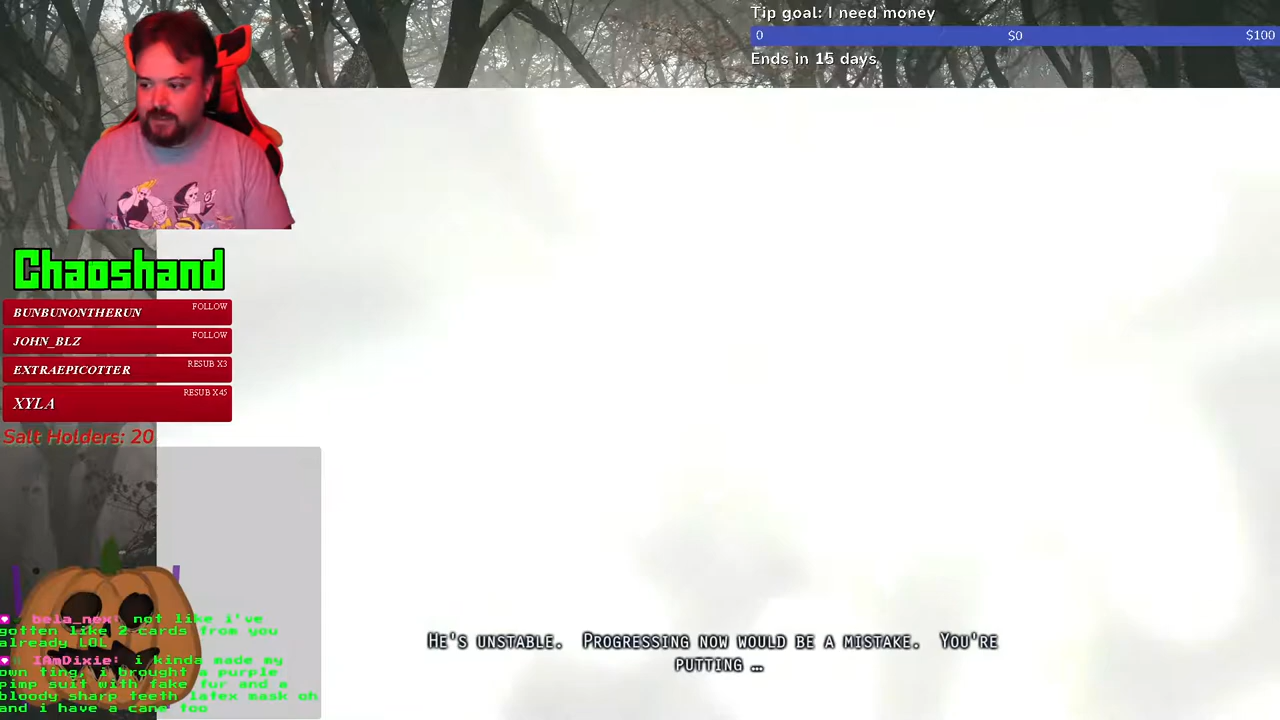 Tip goal: I need money
0 $0 $100
Ends in 15 days
Chaoshand
BUNBUNONTHERUN FOLLOW
JOHN_BLZ FOLLOW
EXTRAEPICOTTER RESUB X3
XYLA RESUB X45
Salt Holders: 20
not like i've
gotten like 2 cards from you
already LOL
IAmDixie: i kinda made my
own ting, i brought a purple
pimp suit with fake fur and a
bloody sharp teeth latex mask oh
and i have a cane too
HE'S UNSTABLE. PROGRESSING NOW WOULD BE A MISTAKE. YOU'RE
PUTTING …